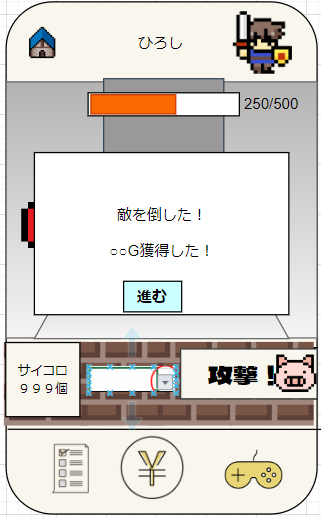 ひろし
250/500
敵を倒した！
○○G獲得した！
進む
サイコロ
９９９個
攻撃！